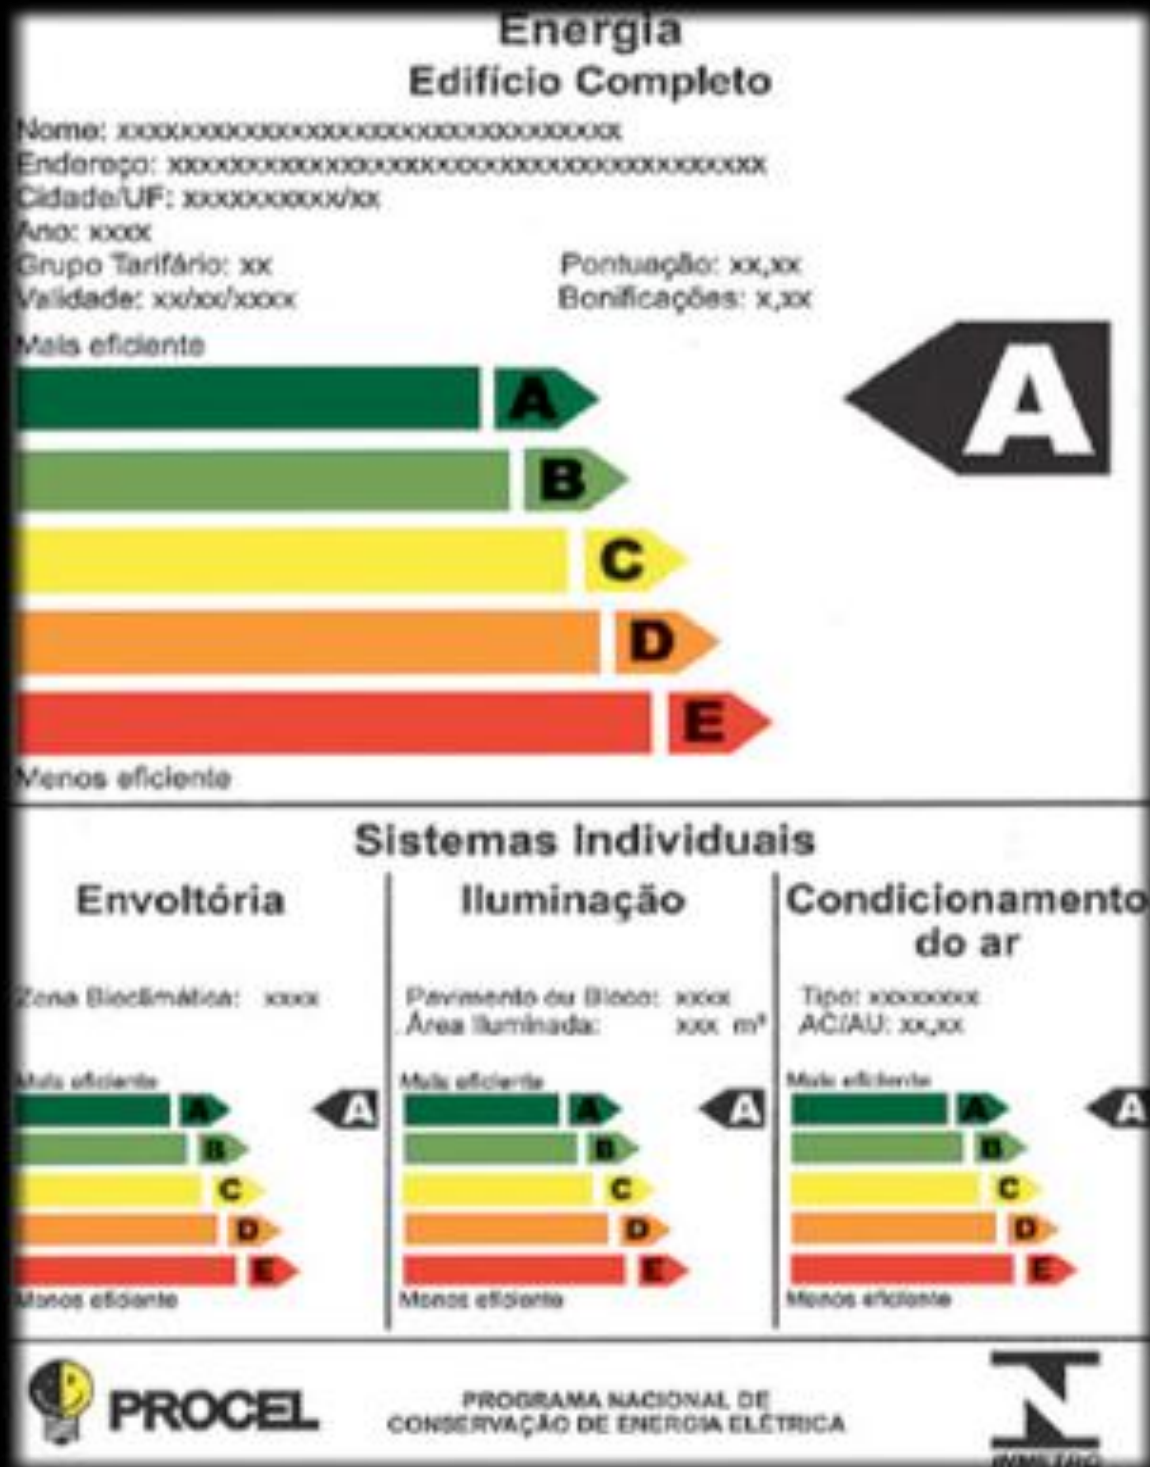 Energia
Edifício Completo
Nome: xxxxxxxxxxxxxxxxxxxxxxxxxxxxxxxxx
Endereço: xxxxxxxxxxxxxxxxxxxxxxxxxxxxxxxxxxxxxxx
Cidade/UF: xxxxxxxxxx/xx
Ano: xxxx
Grupo Tarifário: xx Pontuação: xx,xx
Validade: xx/xx/xxxx Bonificações: x,xx
Mais eficiente
A A
B
C
D
E
Menos eficiente
Sistemas Individuais
Envoltória
Zona Bioclimática: xxxx
Mais eficiente
A A
B
C
D
E
Menos eficiente
Iluminação
Pavimento ou Bloco: xxxx
Área Iluminada: xxx m²
Mais eficiente
A A
B
C
D
E
Menos eficiente
Condicionamento
do ar
Tipo: xxxxxxxx
AC/AU: xx,xx
Mais eficiente
A A
B
C
D
E
Menos eficiente
PROCEL
PROGRAMA NACIONAL DE
CONSERVAÇÃO DE ENERGIA ELÉTRICA
INMETRO